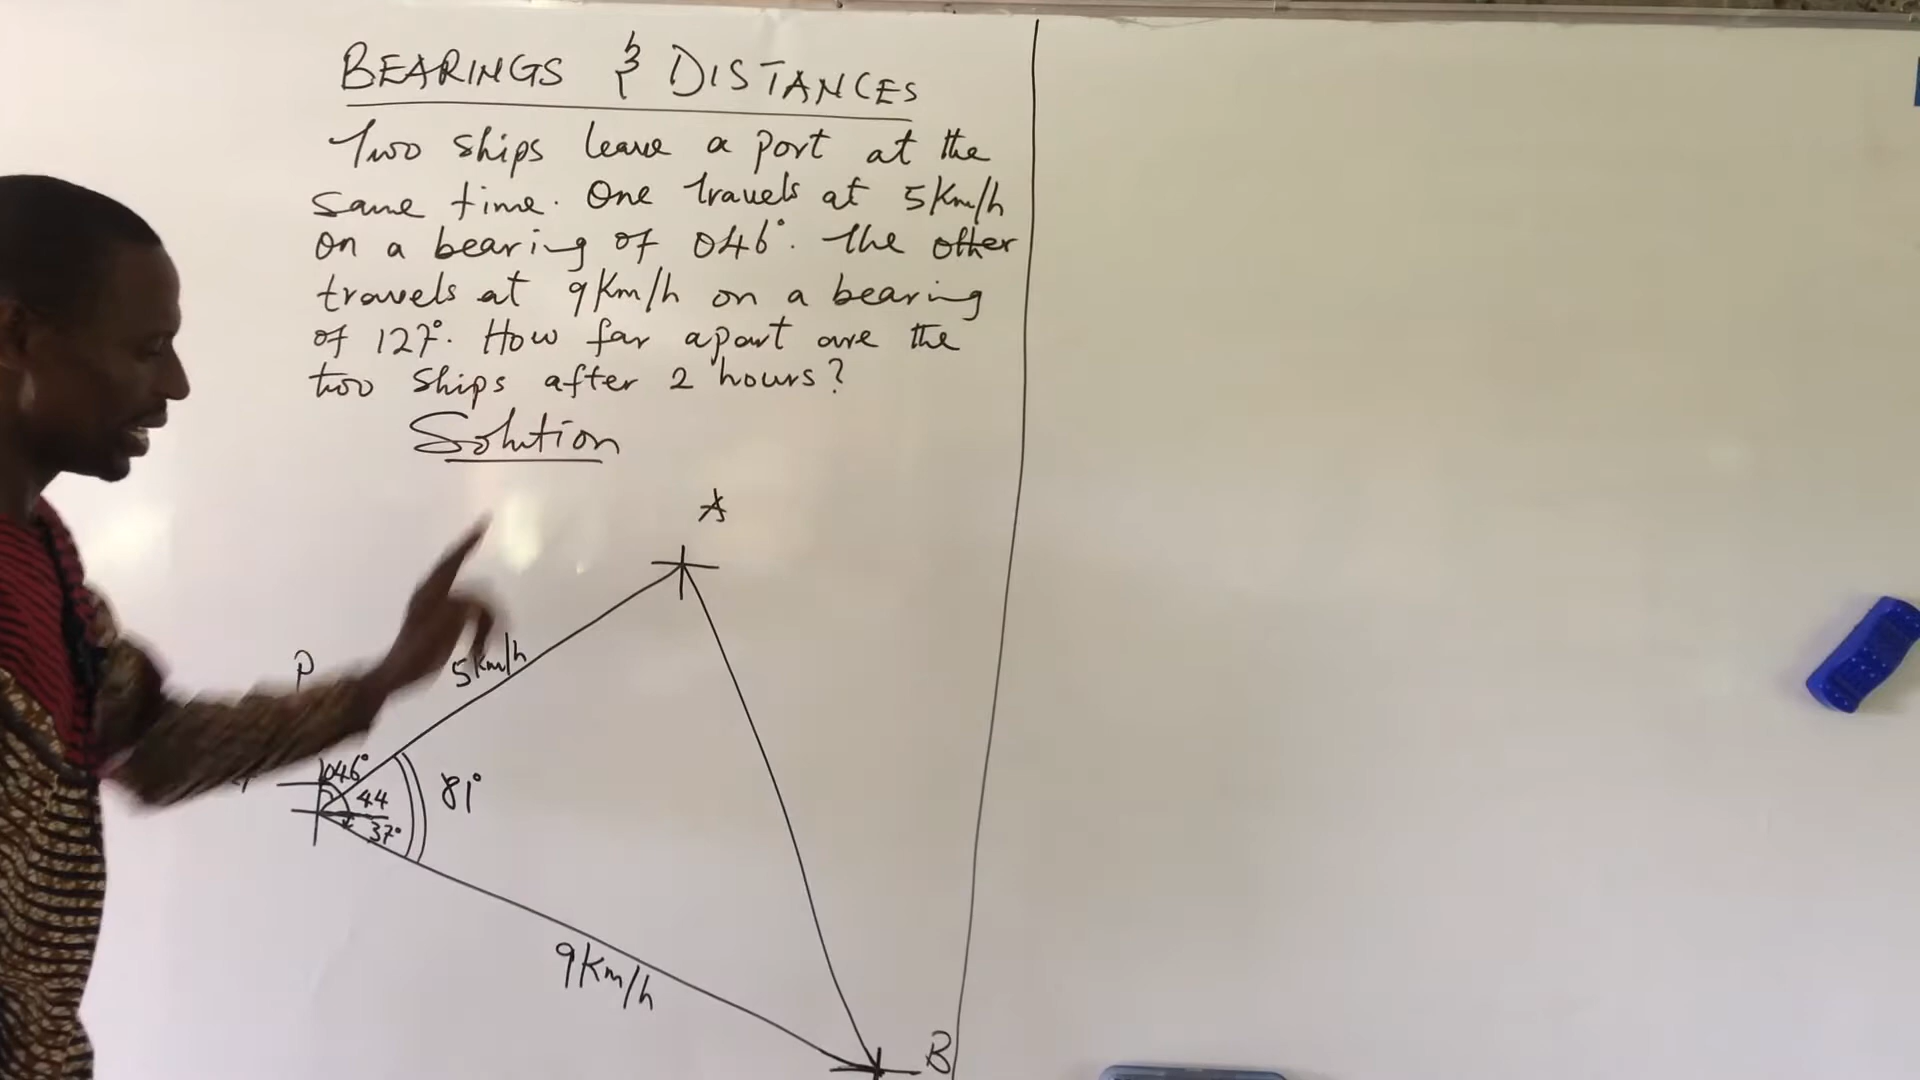 BEARINGS & DISTANCES
Two ships leave a port at the
same time. One travels at 5Km/h
on a bearing of 046°. The other
travels at 9Km/h on a bearing
of 127°. How far apart are the
two ships after 2 hours?
Solution
A
P
5km/h
046°
44
81°
37°
9Km/h
B